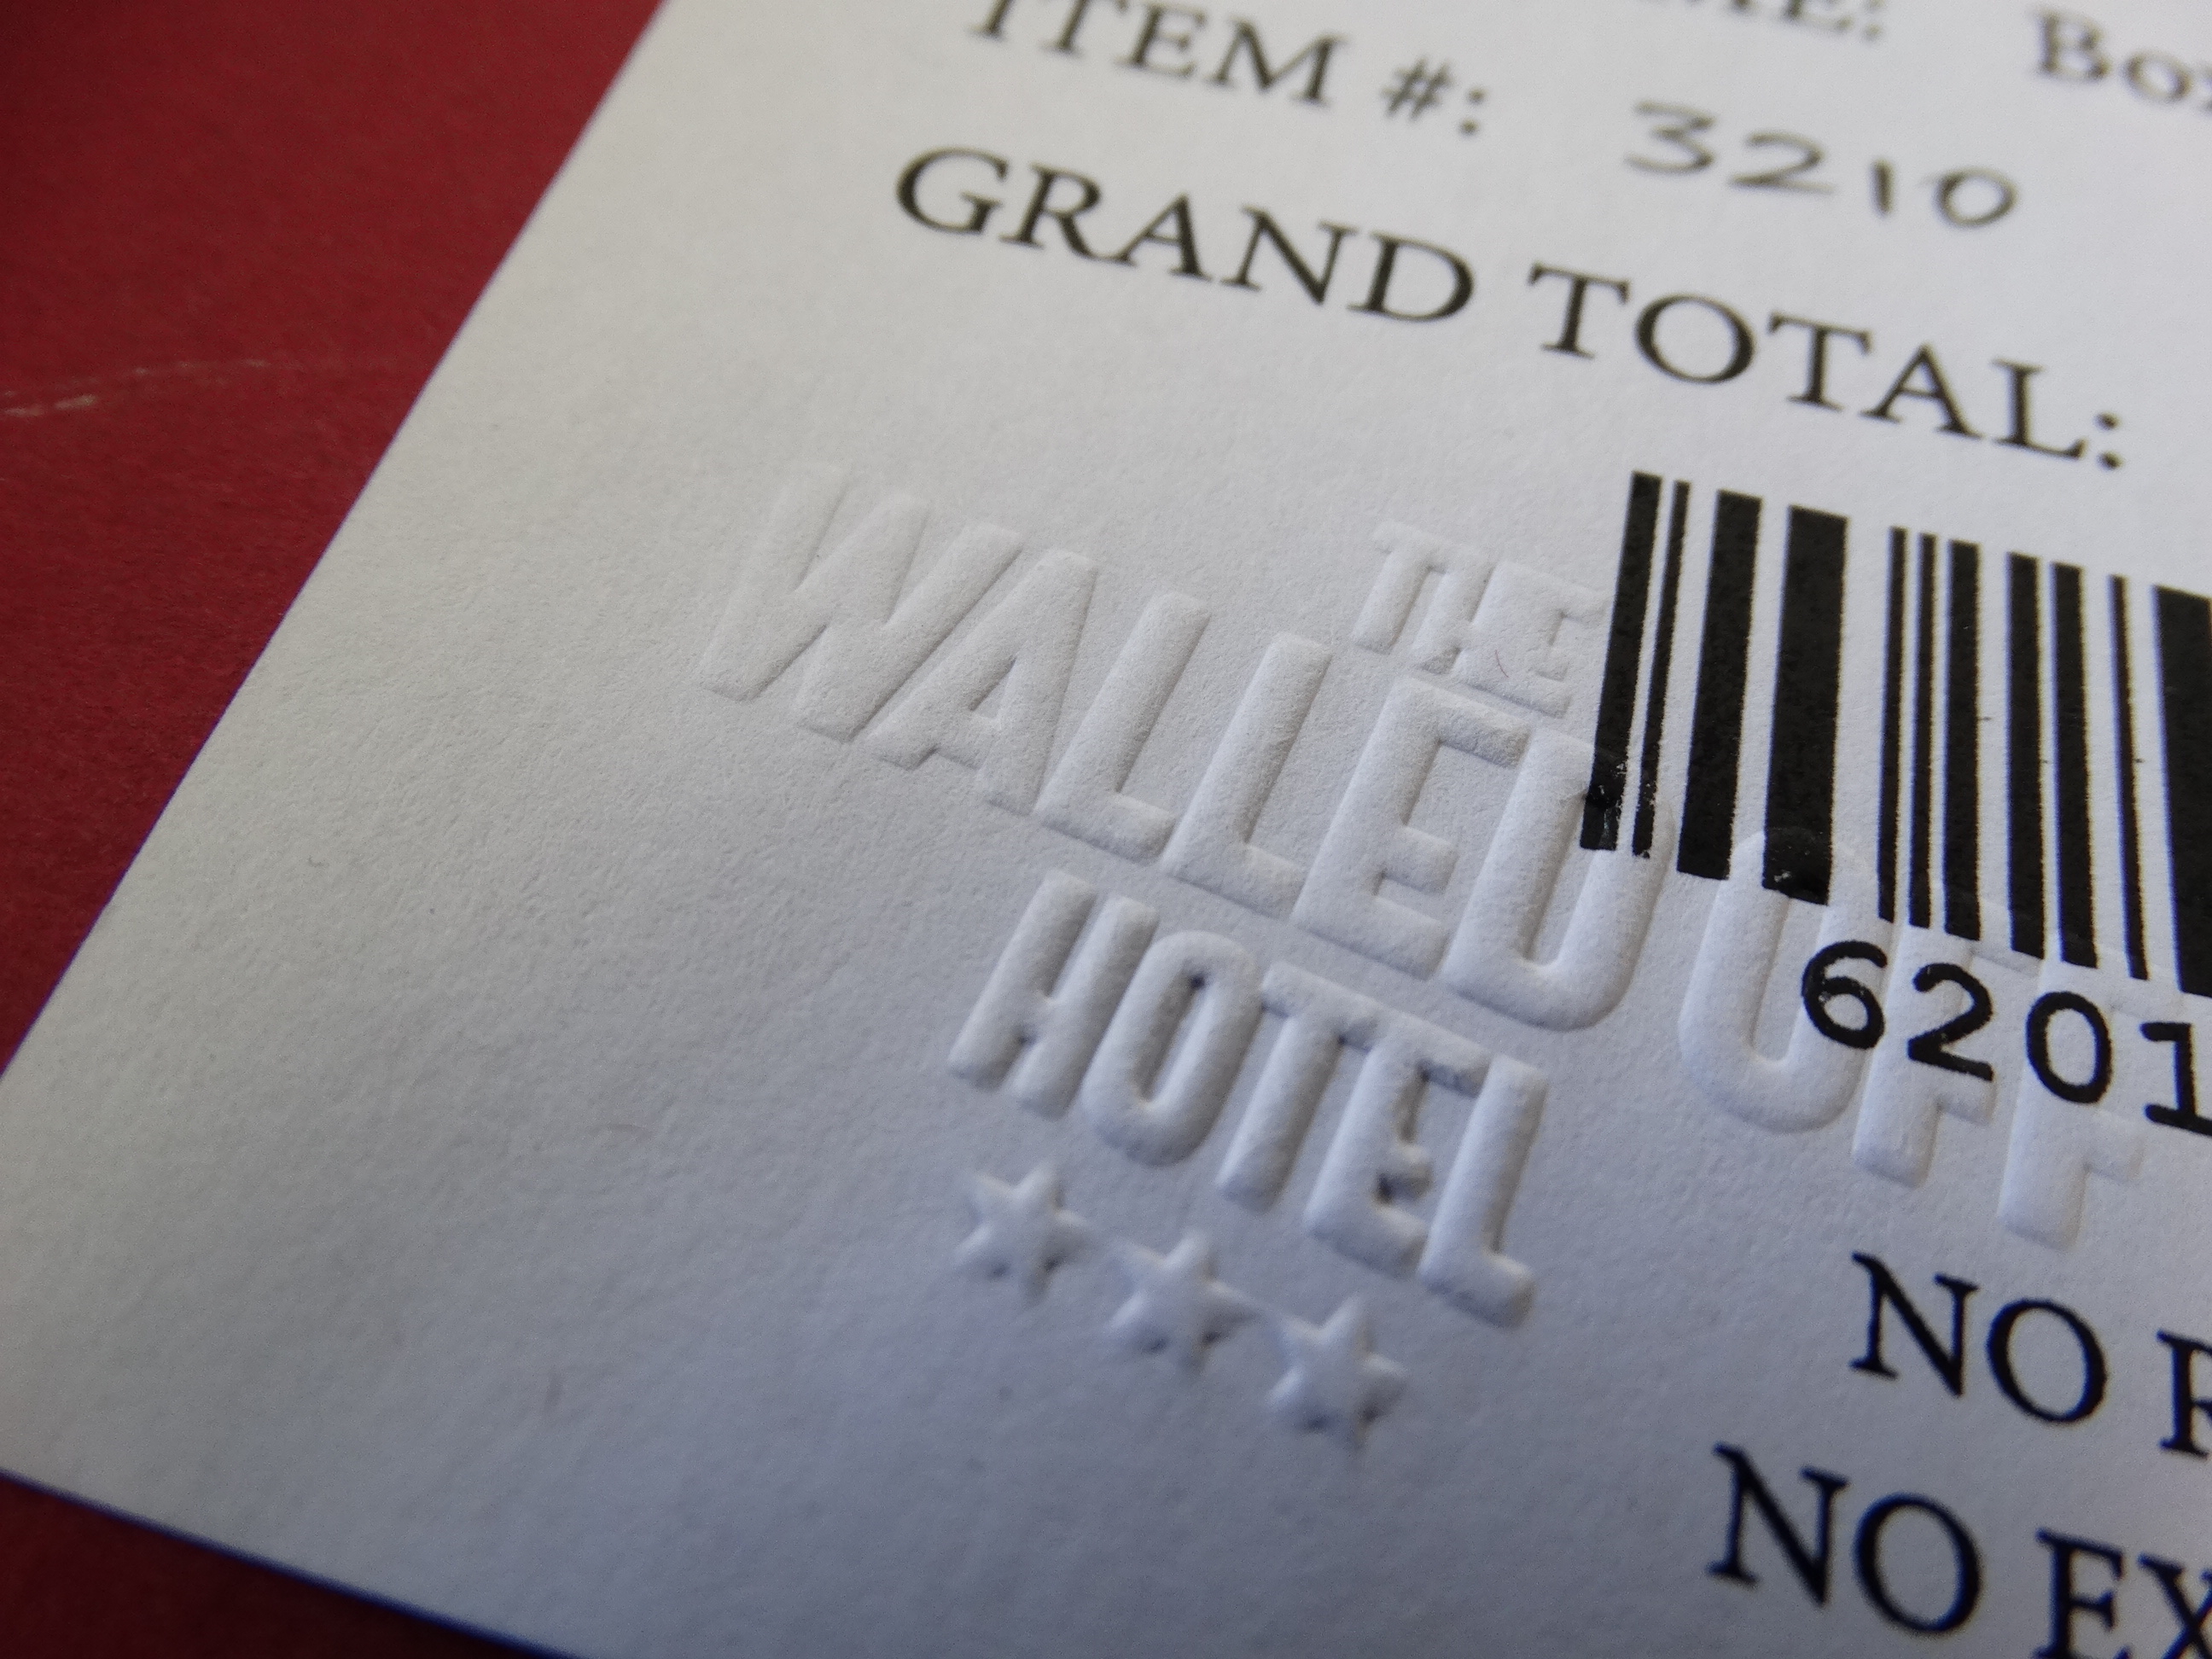 ITEM #: 3210
GRAND TOTAL:
THE
WALLED OFF
HOTEL
6201
NO
NO